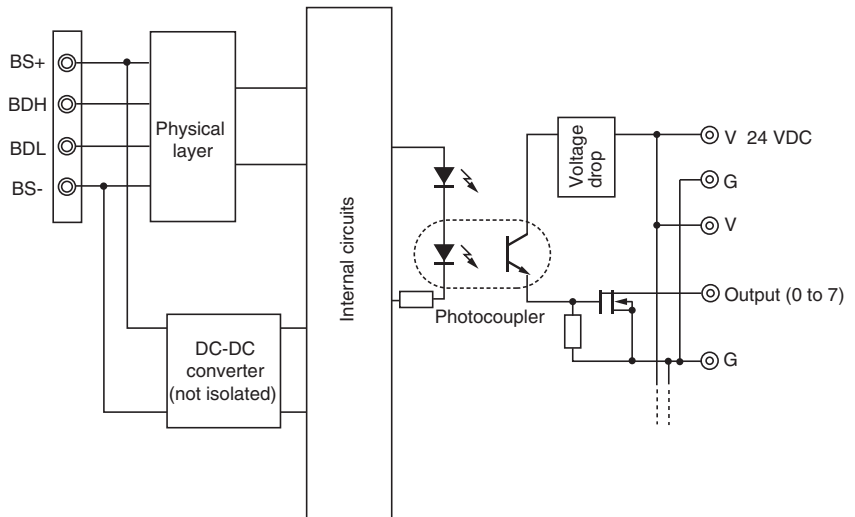 BS+
BDH
BDL
BS-
Physical
layer
DC-DC
converter
(not isolated)
Internal circuits
Photocoupler
Voltage
drop
V 24 VDC
G
V
Output (0 to 7)
G